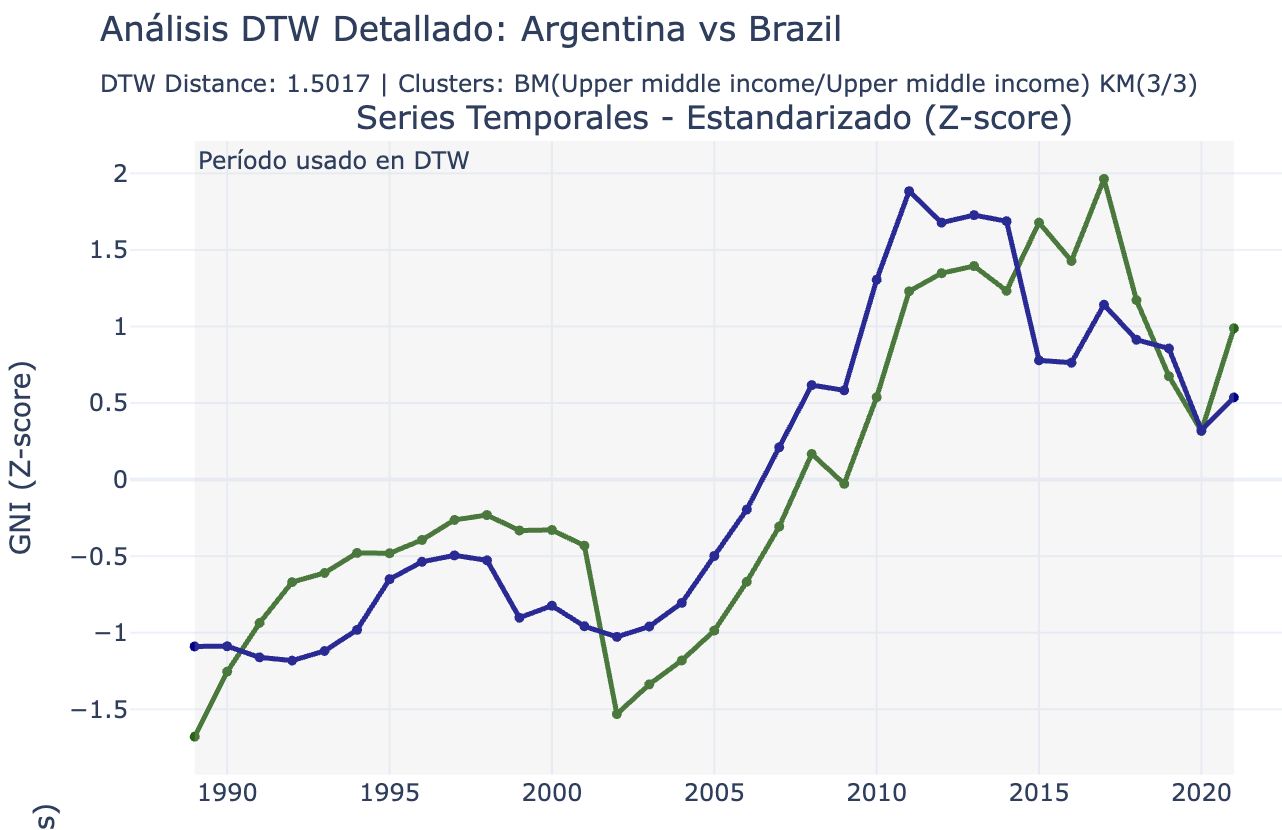 Análisis DTW Detallado: Argentina vs Brazil
DTW Distance: 1.5017 | Clusters: BM(Upper middle income/Upper middle income) KM(3/3)
Series Temporales - Estandarizado (Z-score)
Período usado en DTW
2
1.5
1
0.5
0
−0.5
−1
−1.5
GNI (Z-score)
1990
1995
2000
2005
2010
2015
2020
s)